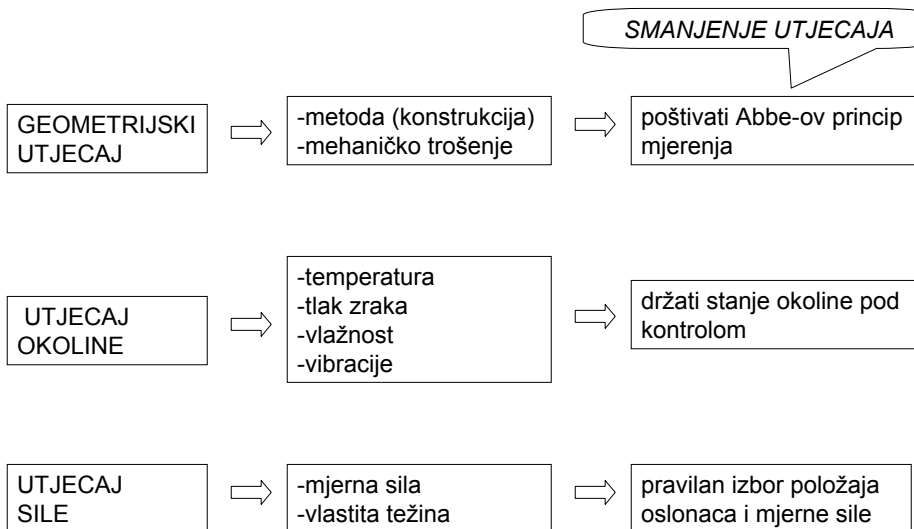 SMANJENJE UTJECAJA
GEOMETRIJSKI
UTJECAJ
-metoda (konstrukcija)
-mehaničko trošenje
poštivati Abbe-ov princip
mjerenja
UTJECAJ
OKOLINE
-temperatura
-tlak zraka
-vlažnost
-vibracije
držati stanje okoline pod
kontrolom
UTJECAJ
SILE
-mjerna sila
-vlastita težina
pravilan izbor položaja
oslonaca i mjerne sile